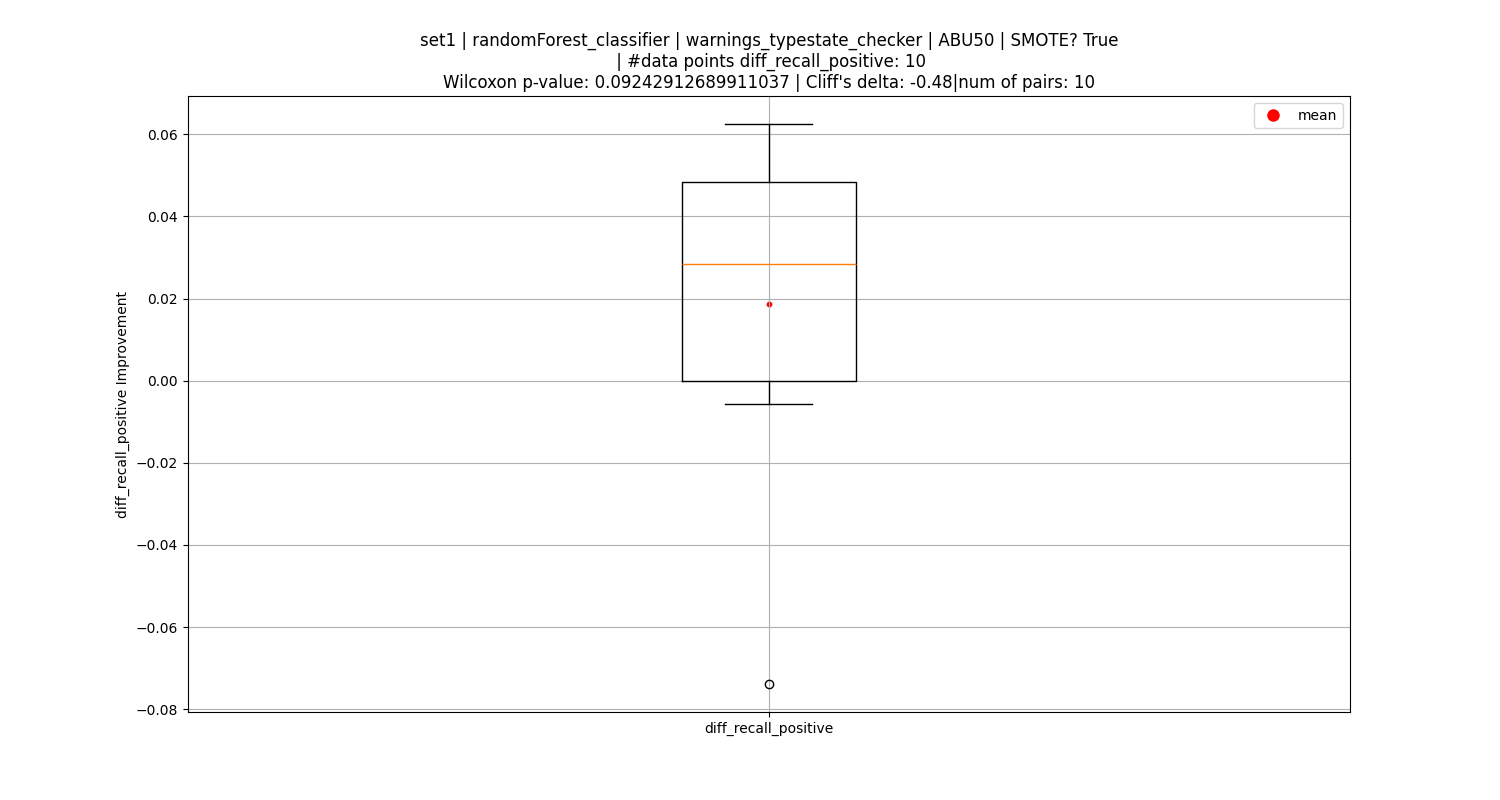 set1 | randomForest_classifier | warnings_typestate_checker | ABU50 | SMOTE? True
| #data points diff_recall_positive: 10
Wilcoxon p-value: 0.09242912689911037 | Cliff's delta: -0.48|num of pairs: 10
mean
0.06
0.04
0.02
0.00
−0.02
−0.04
−0.06
−0.08
diff_recall_positive Improvement
diff_recall_positive